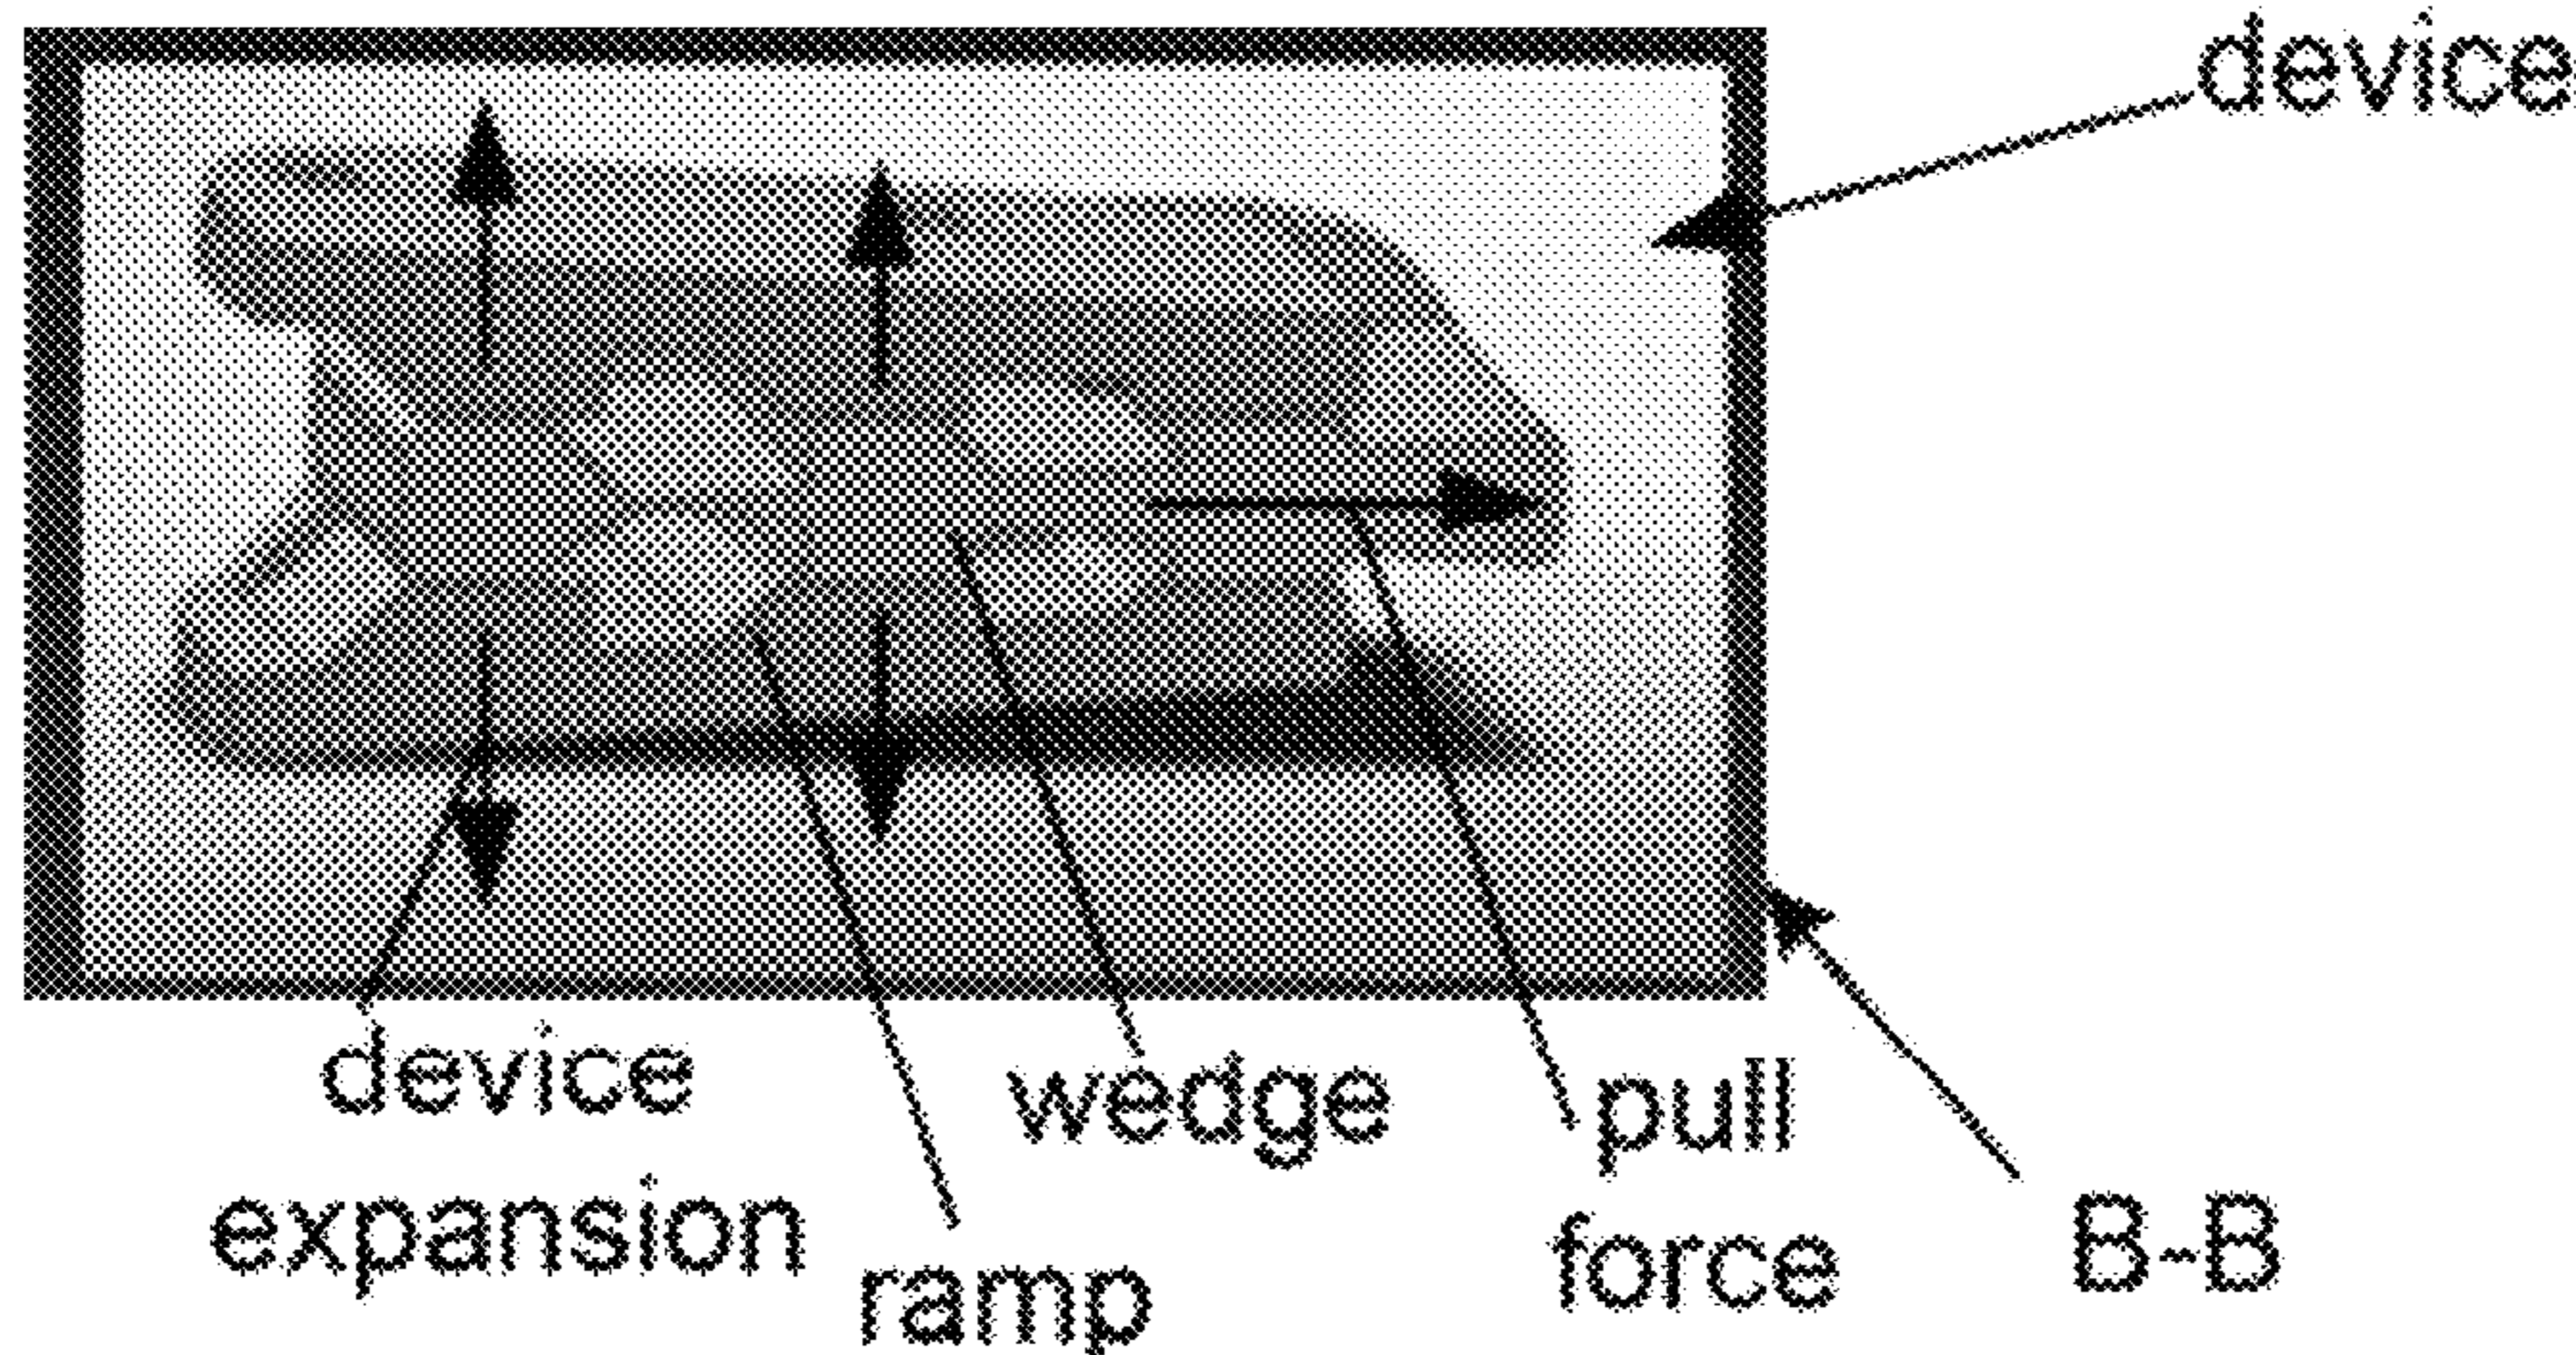 device
device
expansion
ramp
wedge
pull
force
B-B